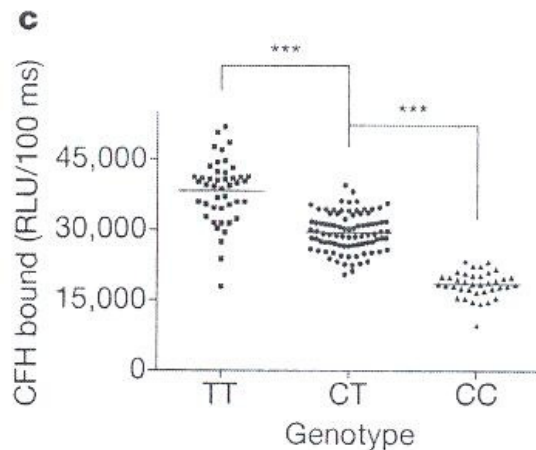 c
***
***
CFH bound (RLU/100 ms)
45,000
30,000
15,000
0
TT CT CC
Genotype